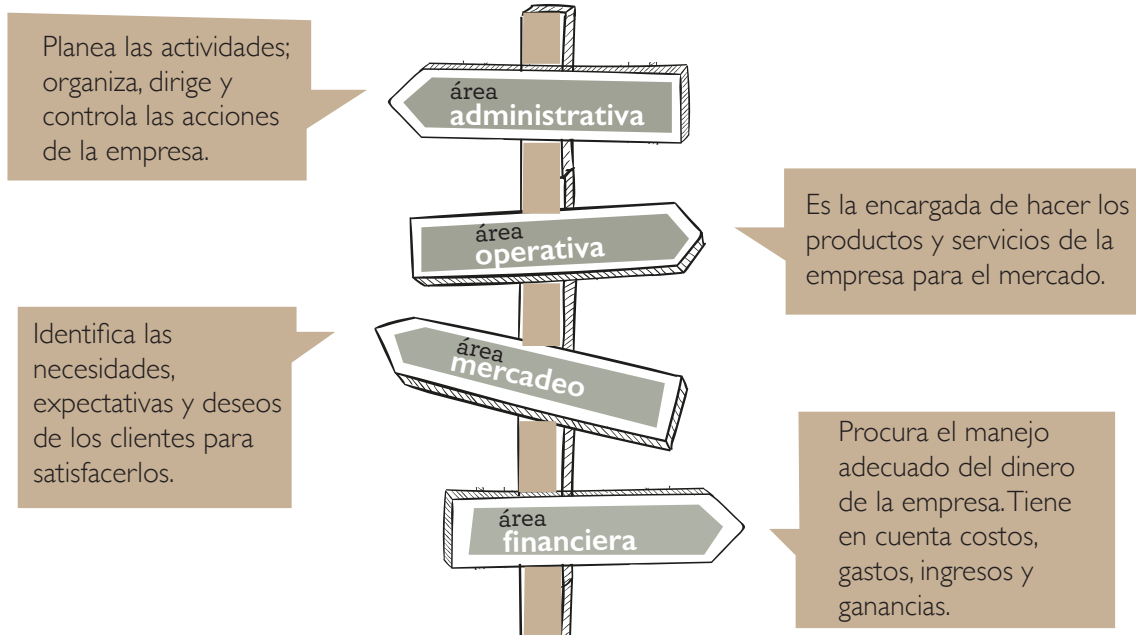 Planea las actividades;
organiza, dirige y
controla las acciones
de la empresa.
área
administrativa
área
operativa
Es la encargada de hacer los
productos y servicios de la
empresa para el mercado.
Identifica las
necesidades,
expectativas y deseos
de los clientes para
satisfacerlos.
área
mercadeo
área
financiera
Procura el manejo
adecuado del dinero
de la empresa. Tiene
en cuenta costos,
gastos, ingresos y
ganancias.